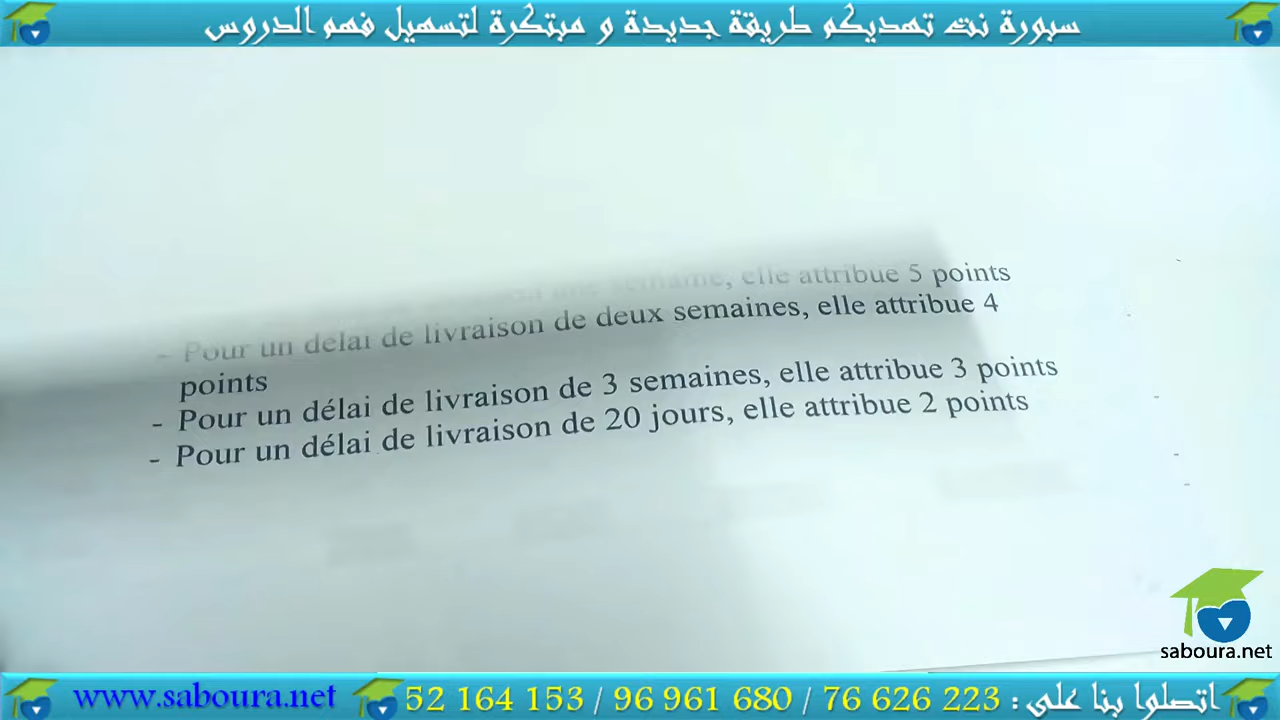 سبورة نت تهديكم طريقة جديدة و مبتكرة لتسهيل فهم الدروس
semaine, elle attribue 5 points
- Pour un délai de livraison de deux semaines, elle attribue 4
points
- Pour un délai de livraison de 3 semaines, elle attribue 3 points
- Pour un délai de livraison de 20 jours, elle attribue 2 points
saboura.net
www.saboura.net
52 164 153 / 96 961 680 / 76 626 223 : اتصلوا بنا على